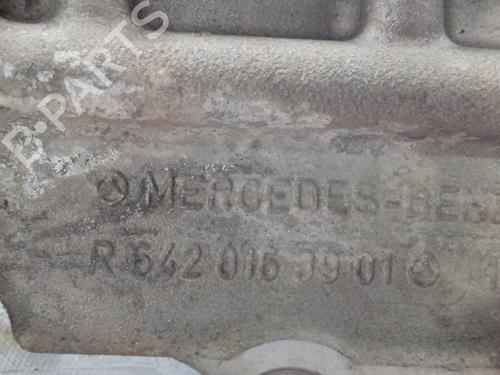 B-PARTS
MERCEDES-BEN
R 642 016 39 01